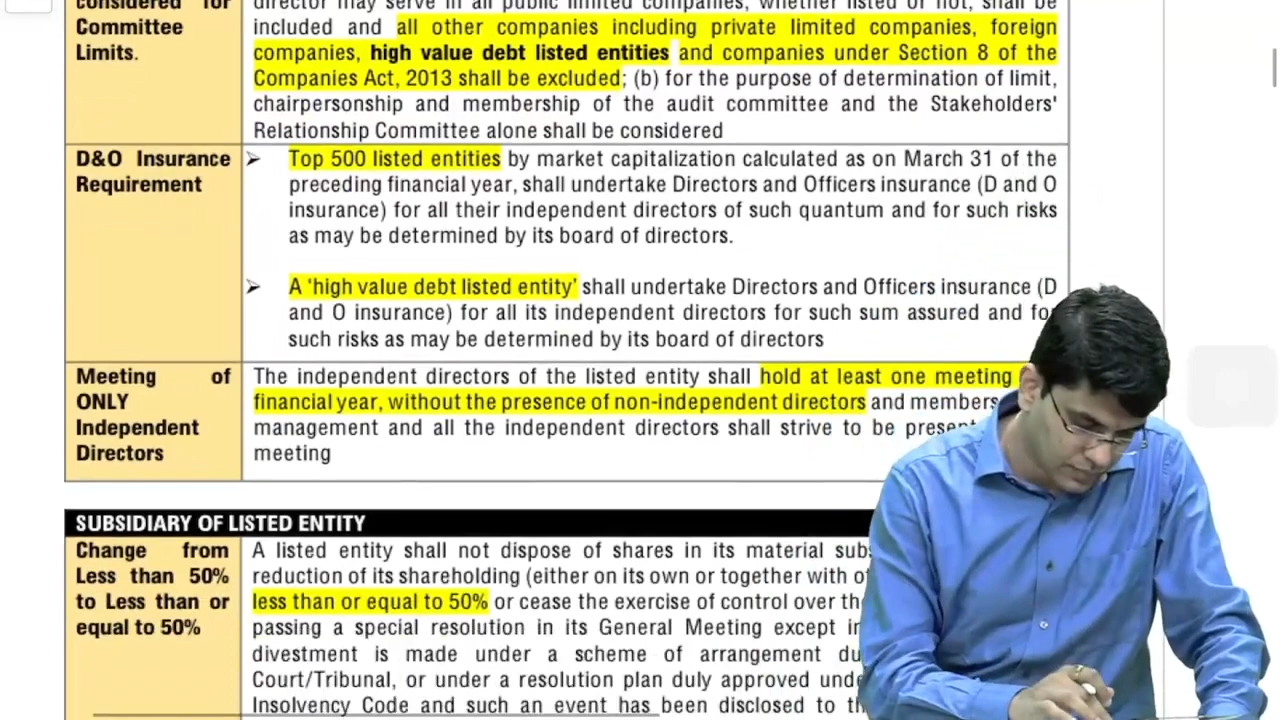 considered for
Committee
Limits.
director may serve in all public limited companies, whether listed or not, shall be
included and all other companies including private limited companies, foreign
companies, high value debt listed entities and companies under Section 8 of the
Companies Act, 2013 shall be excluded; (b) for the purpose of determination of limit,
chairpersonship and membership of the audit committee and the Stakeholders'
Relationship Committee alone shall be considered
D&O Insurance
Requirement
➢ Top 500 listed entities by market capitalization calculated as on March 31 of the
preceding financial year, shall undertake Directors and Officers insurance (D and O
insurance) for all their independent directors of such quantum and for such risks
as may be determined by its board of directors.
➢ A ‘high value debt listed entity’ shall undertake Directors and Officers insurance (D
and O insurance) for all its independent directors for such sum assured and for
such risks as may be determined by its board of directors
Meeting of
ONLY
Independent
Directors
The independent directors of the listed entity shall hold at least one meeting
financial year, without the presence of non-independent directors and members
management and all the independent directors shall strive to be
meeting
SUBSIDIARY OF LISTED ENTITY
Change from
Less than 50%
to Less than or
equal to 50%
A listed entity shall not dispose of shares in its material
reduction of its shareholding (either on its own or together with
less than or equal to 50% or cease the exercise of control over
passing a special resolution in its General Meeting except
divestment is made under a scheme of arrangement
Court/Tribunal, or under a resolution plan duly approved
Insolvency Code and such an event has been disclosed to